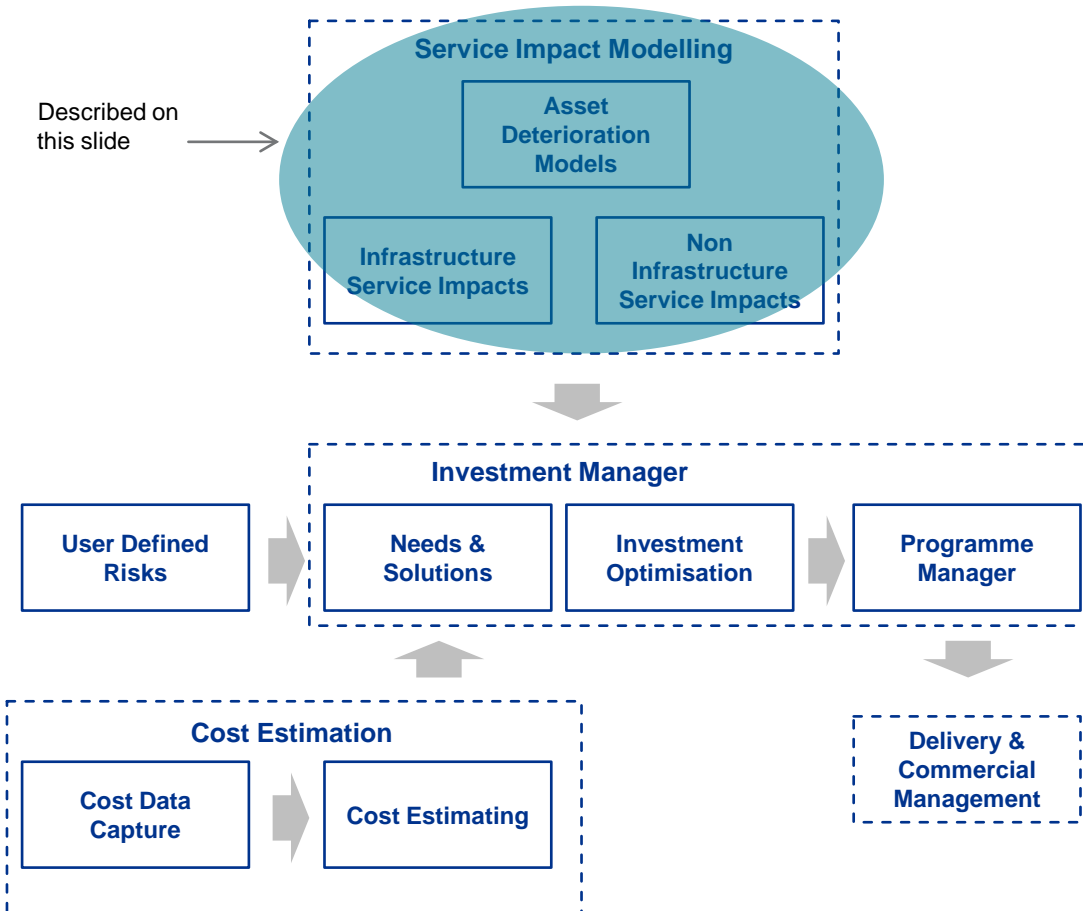 Service Impact Modelling
Asset
Deterioration
Models
Described on
this slide
Infrastructure
Service Impacts
Non
Infrastructure
Service Impacts
Investment Manager
User Defined
Risks
Needs &
Solutions
Investment
Optimisation
Programme
Manager
Cost Estimation
Cost Data
Capture
Cost Estimating
Delivery &
Commercial
Management